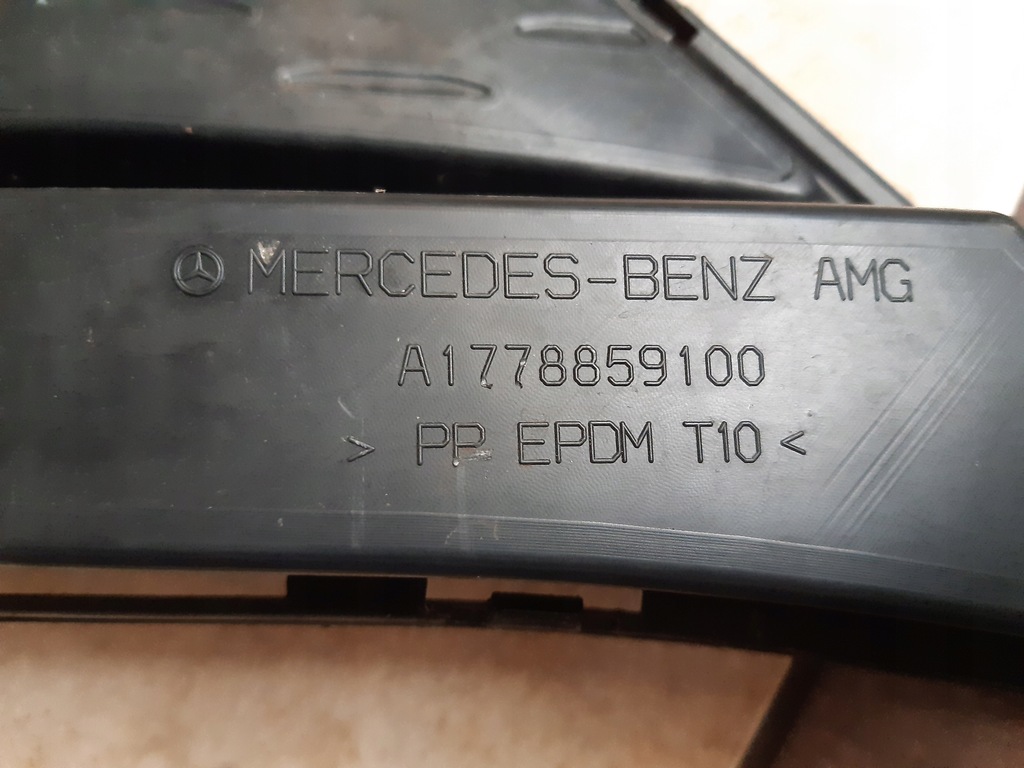 MERCEDES-BENZ AMG
A1778859100
> PP EPDM T10 <